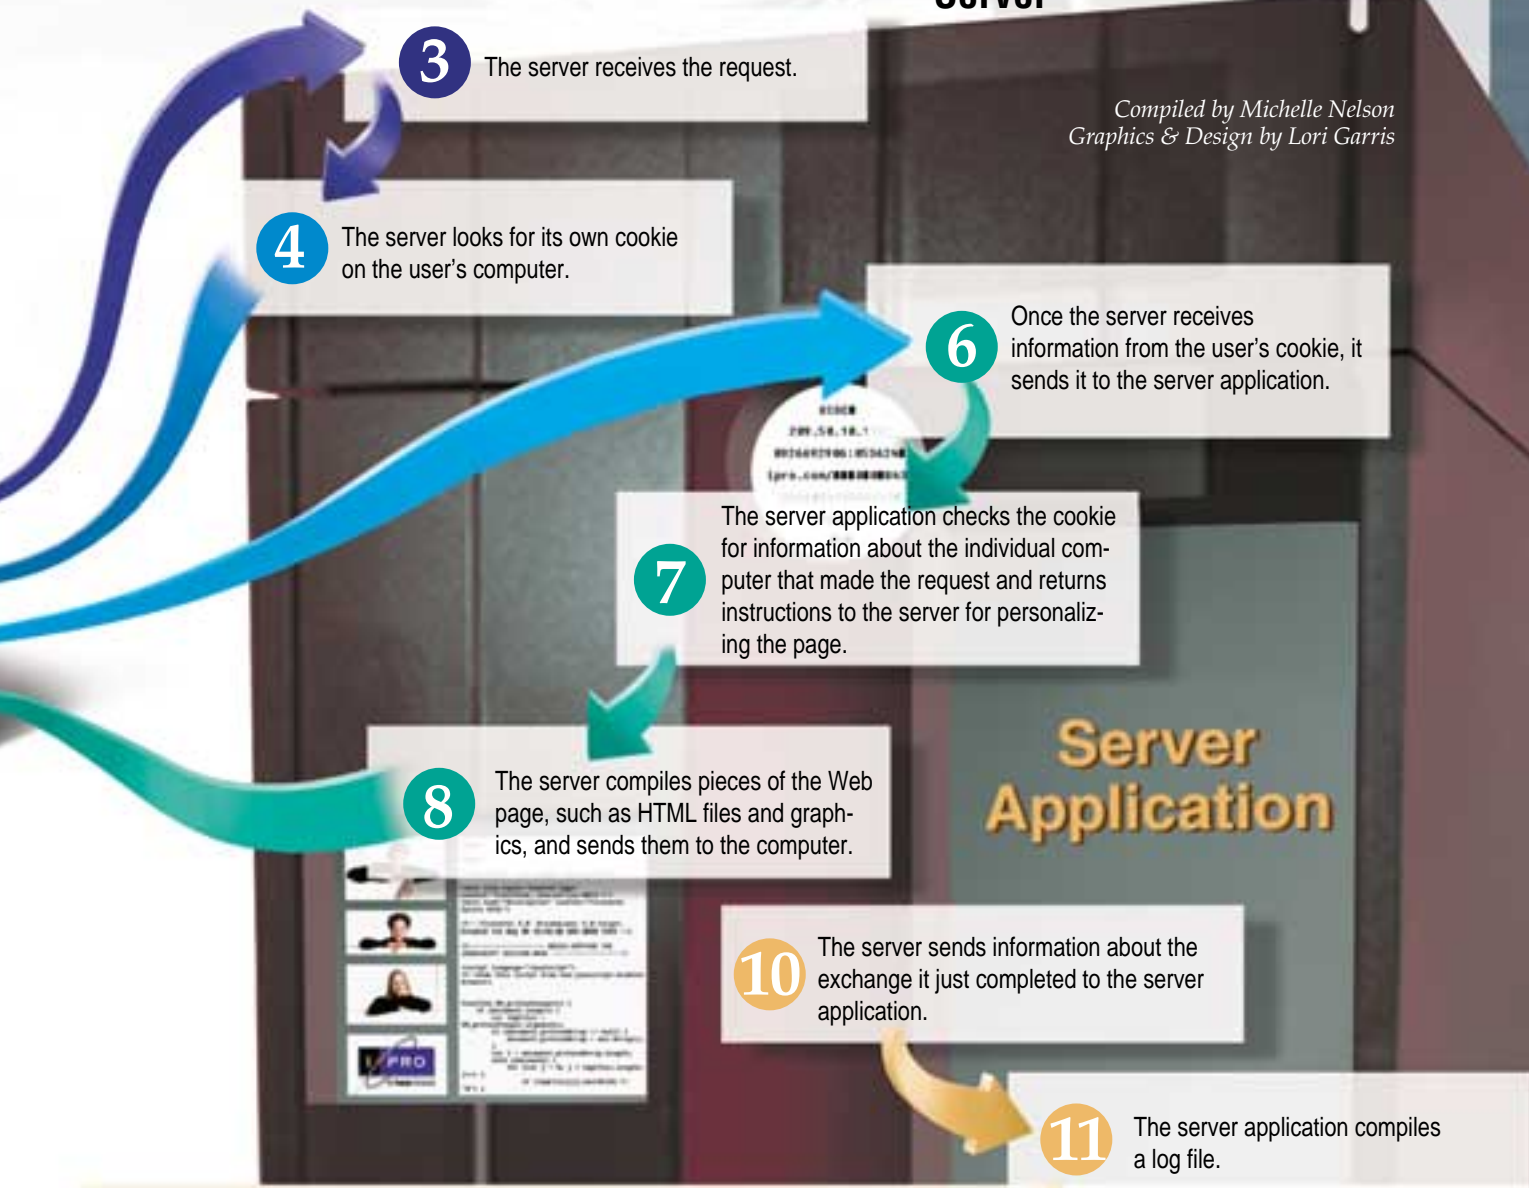 Server
3
The server receives the request.
Compiled by Michelle Nelson
Graphics & Design by Lori Garris
4
The server looks for its own cookie
on the user's computer.
6
Once the server receives
information from the user's cookie, it
sends it to the server application.
7
The server application checks the cookie
for information about the individual com-
puter that made the request and returns
instructions to the server for personaliz-
ing the page.
8
The server compiles pieces of the Web
page, such as HTML files and graph-
ics, and sends them to the computer.
Server
Application
10
The server sends information about the
exchange it just completed to the server
application.
PRO
11
The server application compiles
a log file.